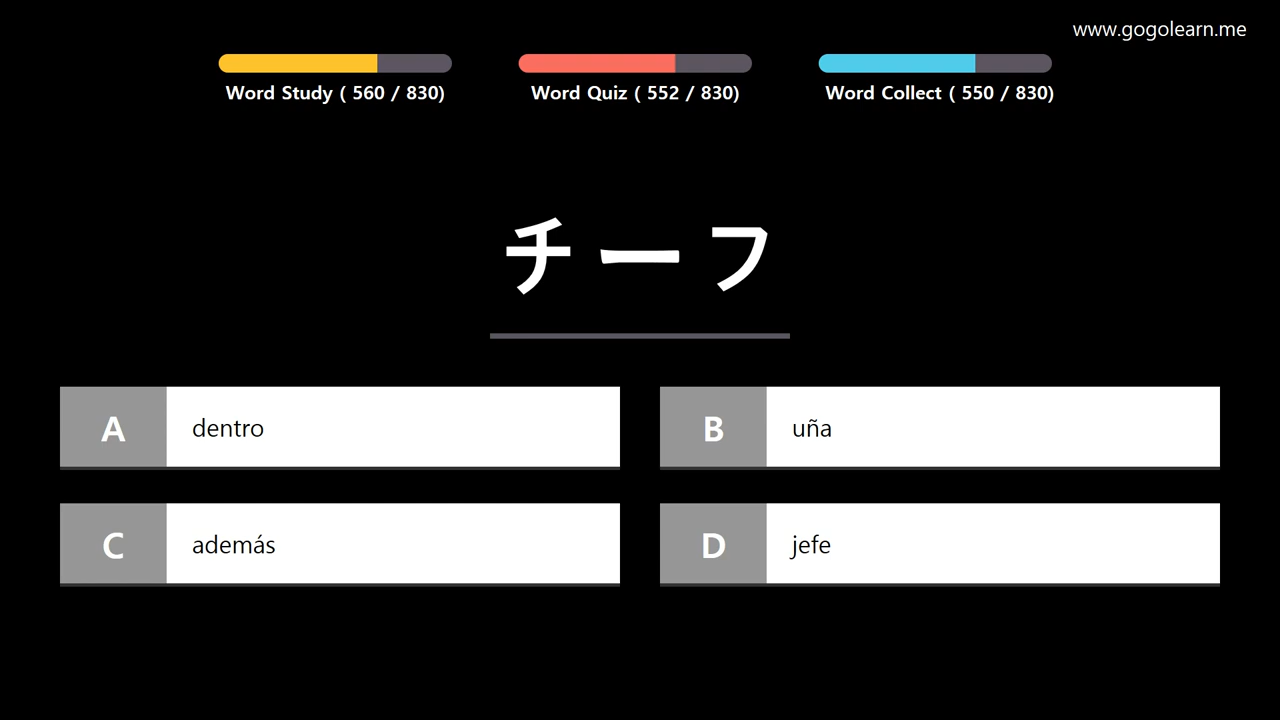 www.gogolearn.me
Word Study ( 560 / 830)
Word Quiz ( 552 / 830)
Word Collect ( 550 / 830)
チーフ
A dentro
B uña
C además
D jefe